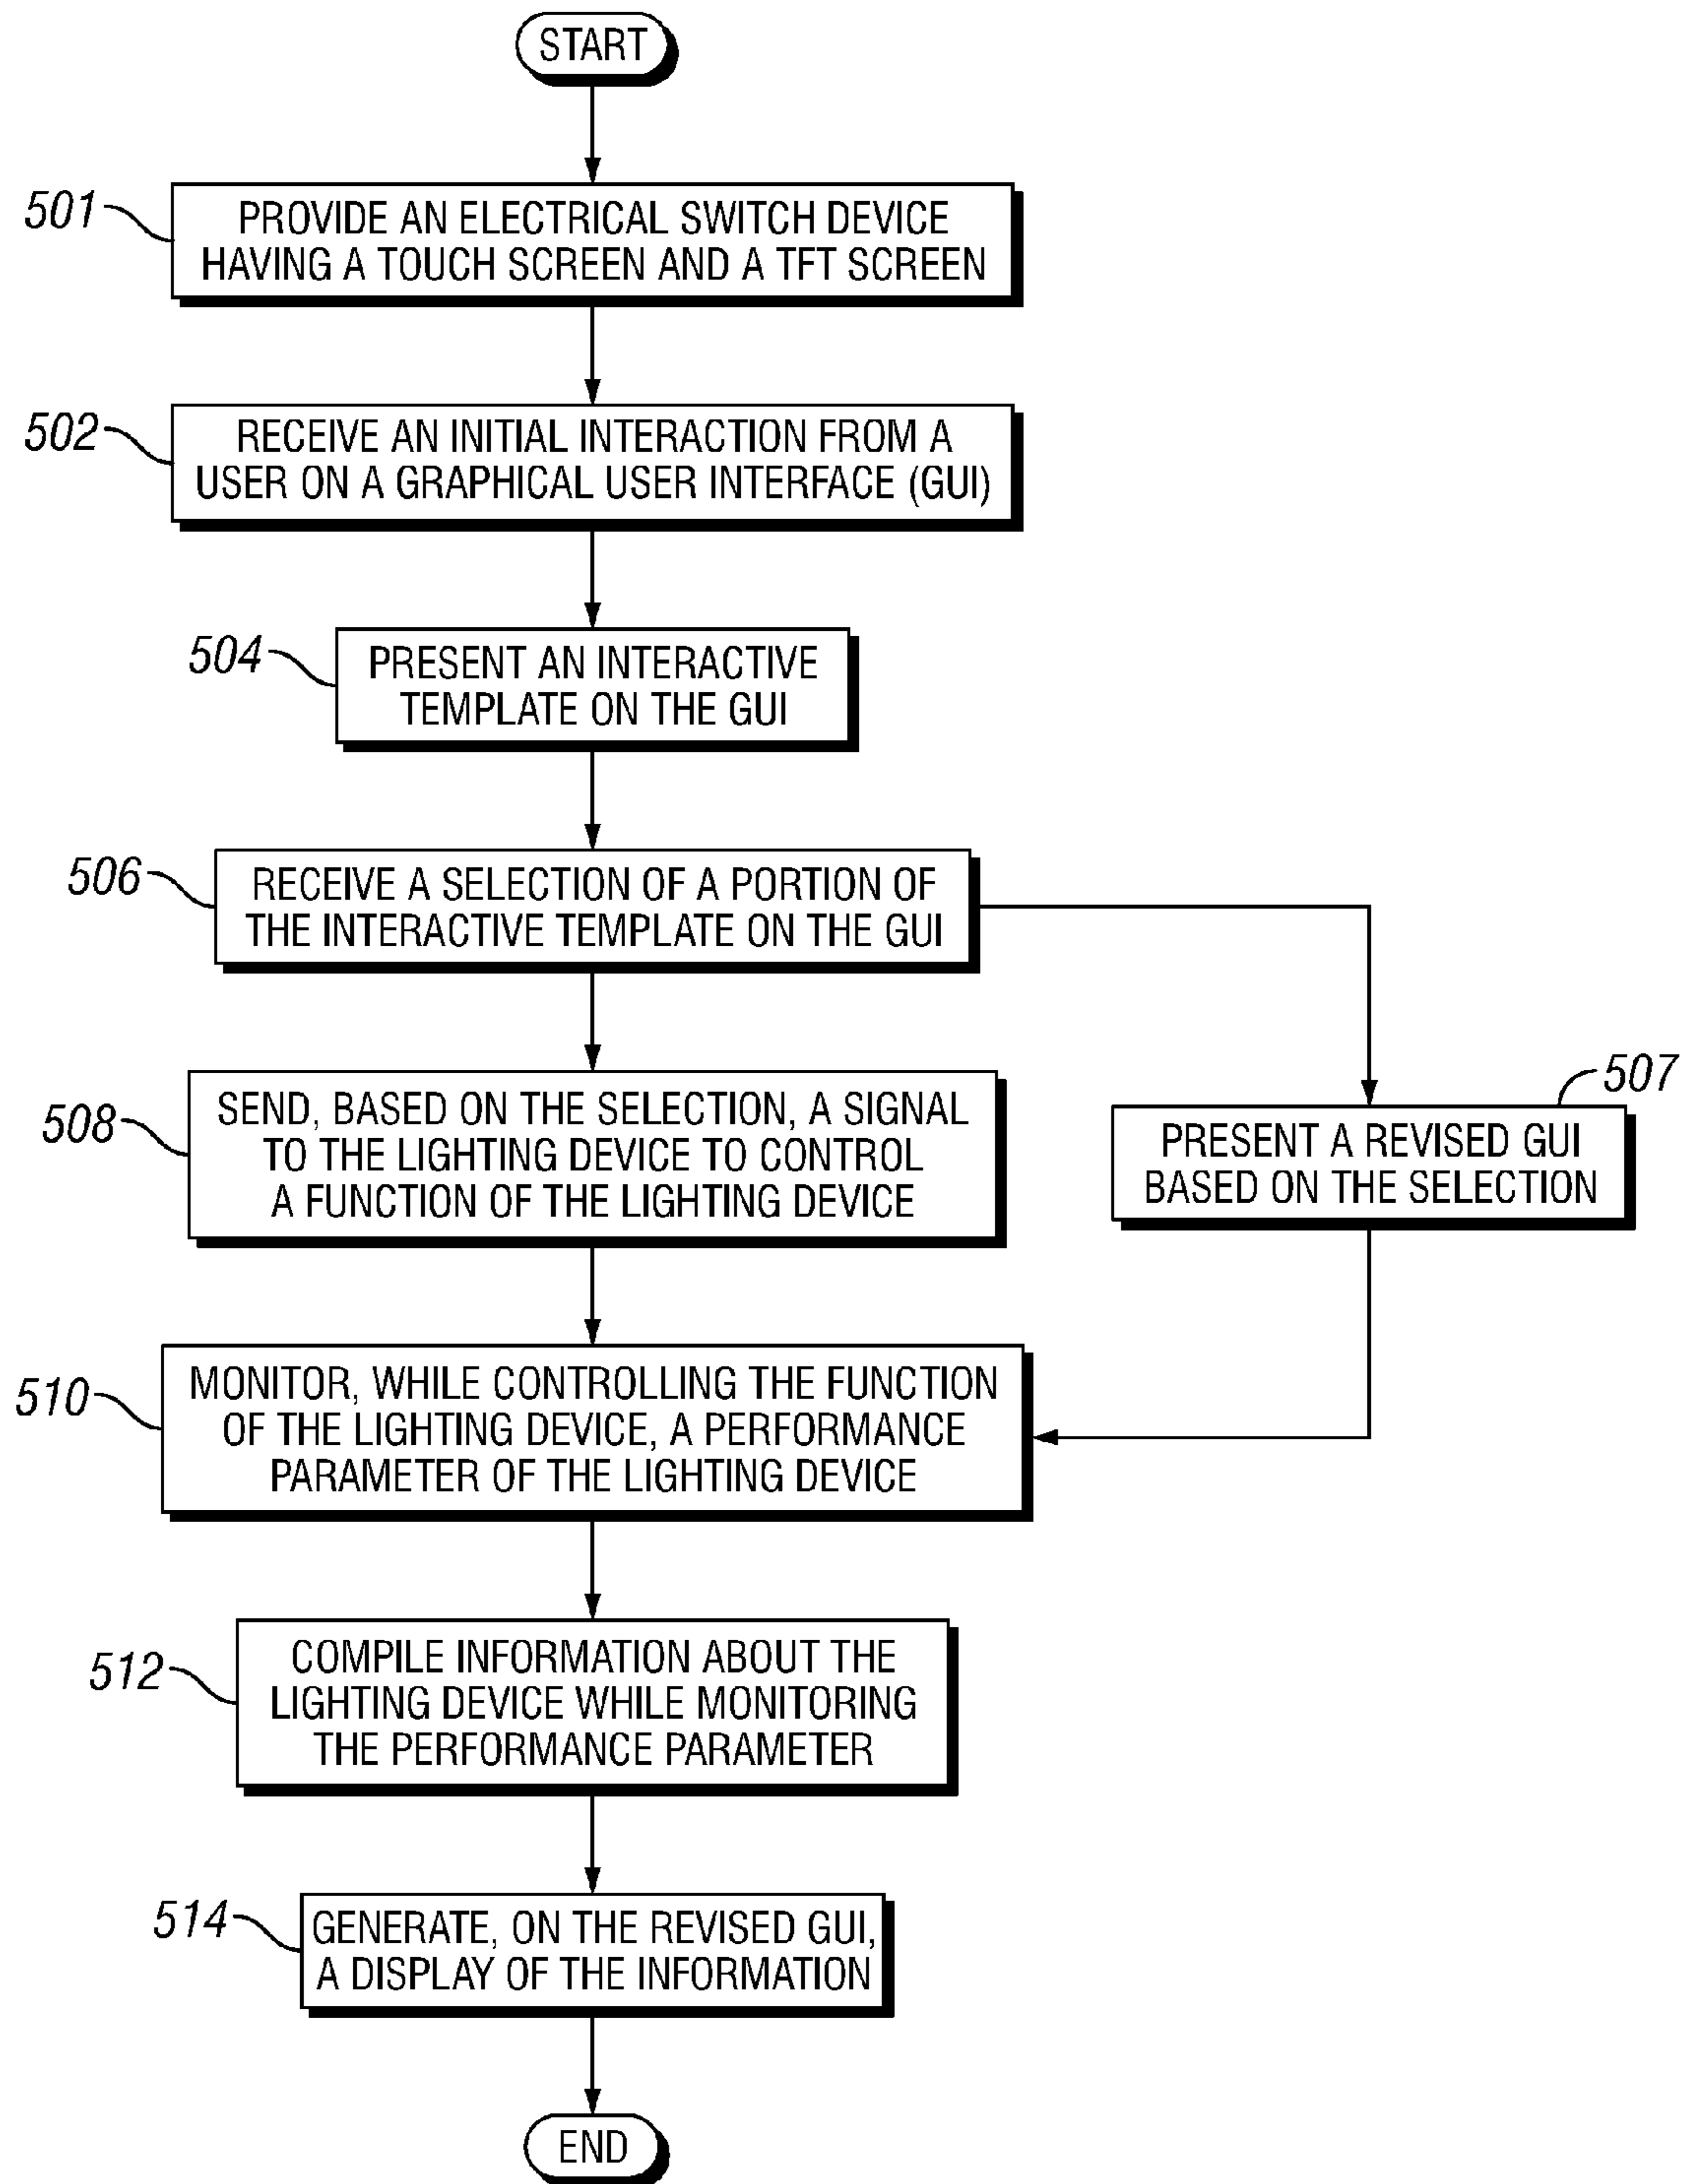 START
501
PROVIDE AN ELECTRICAL SWITCH DEVICE
HAVING A TOUCH SCREEN AND A TFT SCREEN
502
RECEIVE AN INITIAL INTERACTION FROM A
USER ON A GRAPHICAL USER INTERFACE (GUI)
504
PRESENT AN INTERACTIVE
TEMPLATE ON THE GUI
506
RECEIVE A SELECTION OF A PORTION OF
THE INTERACTIVE TEMPLATE ON THE GUI
508
SEND, BASED ON THE SELECTION, A SIGNAL
TO THE LIGHTING DEVICE TO CONTROL
A FUNCTION OF THE LIGHTING DEVICE
507
PRESENT A REVISED GUI
BASED ON THE SELECTION
510
MONITOR, WHILE CONTROLLING THE FUNCTION
OF THE LIGHTING DEVICE, A PERFORMANCE
PARAMETER OF THE LIGHTING DEVICE
512
COMPILE INFORMATION ABOUT THE
LIGHTING DEVICE WHILE MONITORING
THE PERFORMANCE PARAMETER
514
GENERATE, ON THE REVISED GUI,
A DISPLAY OF THE INFORMATION
END